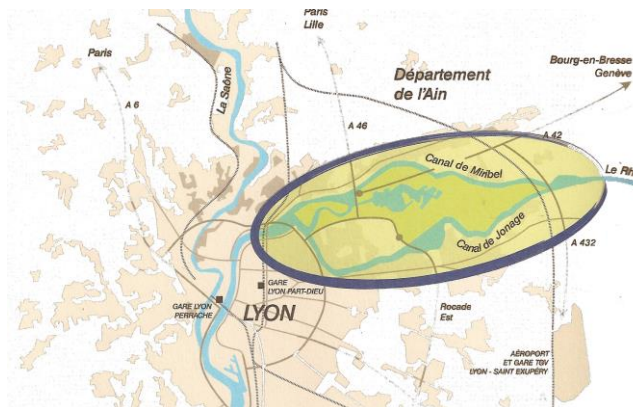 Paris
Lille
Paris
La Saône
Département
de l'Ain
Bourg-en-Bresse
Genève
A 6
A 46
A 42
Canal de Miribel
Le Rh
Canal de Jonage
A 432
GARE
LYON-PART-DIEU
GARE LYON
PERRACHE
LYON
Rocade
Est
AÉROPORT
ET GARE TGV
LYON - SAINT EXUPÉRY